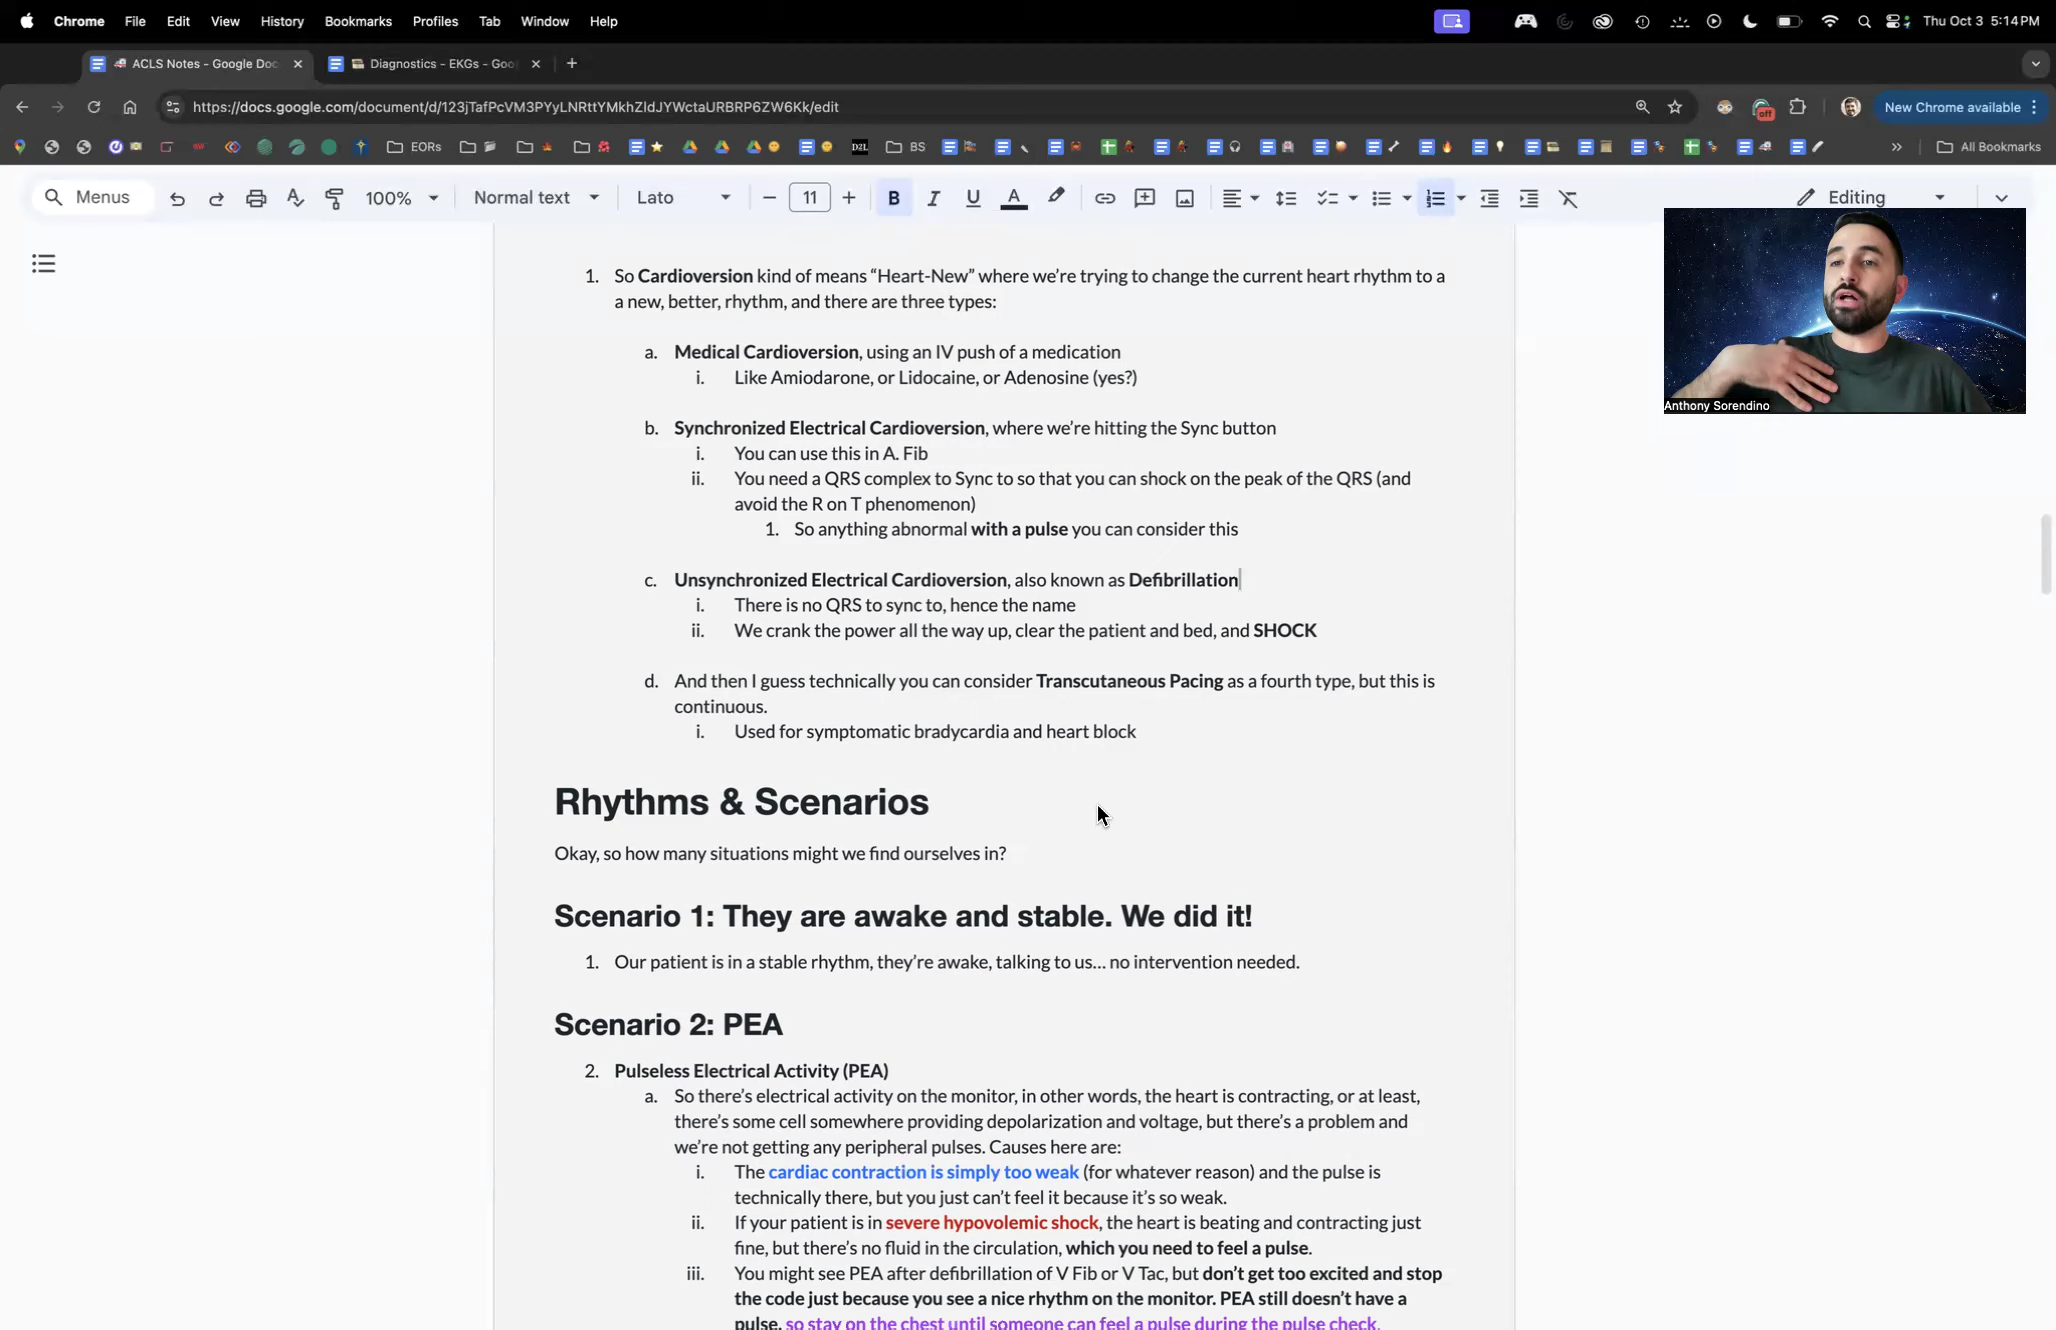 Chrome File Edit View History Bookmarks Profiles Tab Window Help Thu Oct 3 5:14 PM
ACLS Notes - Google Doc Diagnostics - EKGs - Goo
https://docs.google.com/document/d/123jTafPcVM3PYyLNRttYMkhZIdJYWctaURBRP6ZW6Kk/edit off New Chrome available
EORs DZL BS All Bookmarks
Menus 100% Normal text Lato 11 B I U A Editing
1. So Cardioversion kind of means “Heart-New” where we’re trying to change the current heart rhythm to a
a new, better, rhythm, and there are three types:
a. Medical Cardioversion, using an IV push of a medication
i. Like Amiodarone, or Lidocaine, or Adenosine (yes?)
Anthony Sorendino
b. Synchronized Electrical Cardioversion, where we’re hitting the Sync button
i. You can use this in A. Fib
ii. You need a QRS complex to Sync to so that you can shock on the peak of the QRS (and
avoid the R on T phenomenon)
1. So anything abnormal with a pulse you can consider this
c. Unsynchronized Electrical Cardioversion, also known as Defibrillation
i. There is no QRS to sync to, hence the name
ii. We crank the power all the way up, clear the patient and bed, and SHOCK
d. And then I guess technically you can consider Transcutaneous Pacing as a fourth type, but this is
continuous.
i. Used for symptomatic bradycardia and heart block
Rhythms & Scenarios
Okay, so how many situations might we find ourselves in?
Scenario 1: They are awake and stable. We did it!
1. Our patient is in a stable rhythm, they’re awake, talking to us… no intervention needed.
Scenario 2: PEA
2. Pulseless Electrical Activity (PEA)
a. So there’s electrical activity on the monitor, in other words, the heart is contracting, or at least,
there’s some cell somewhere providing depolarization and voltage, but there’s a problem and
we’re not getting any peripheral pulses. Causes here are:
i. The cardiac contraction is simply too weak (for whatever reason) and the pulse is
technically there, but you just can’t feel it because it’s so weak.
ii. If your patient is in severe hypovolemic shock, the heart is beating and contracting just
fine, but there’s no fluid in the circulation, which you need to feel a pulse.
iii. You might see PEA after defibrillation of V Fib or V Tac, but don’t get too excited and stop
the code just because you see a nice rhythm on the monitor. PEA still doesn’t have a
pulse, so stay on the chest until someone can feel a pulse during the pulse check.